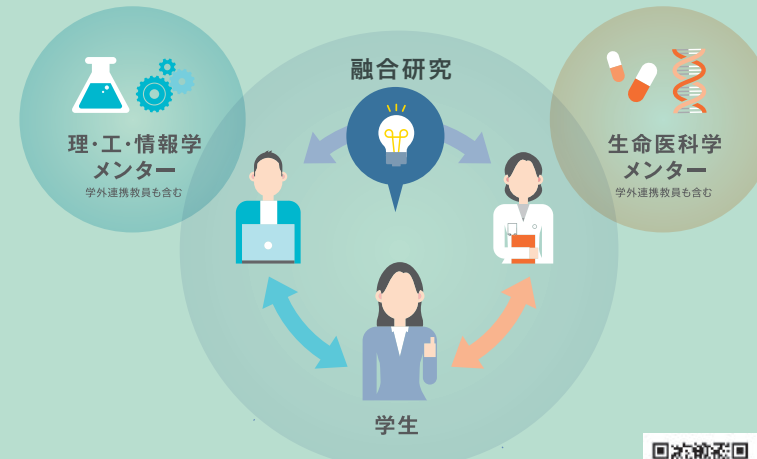 融合研究
理・工・情報学
メンター
学外連携教員も含む
生命医科学
メンター
学外連携教員も含む
学生